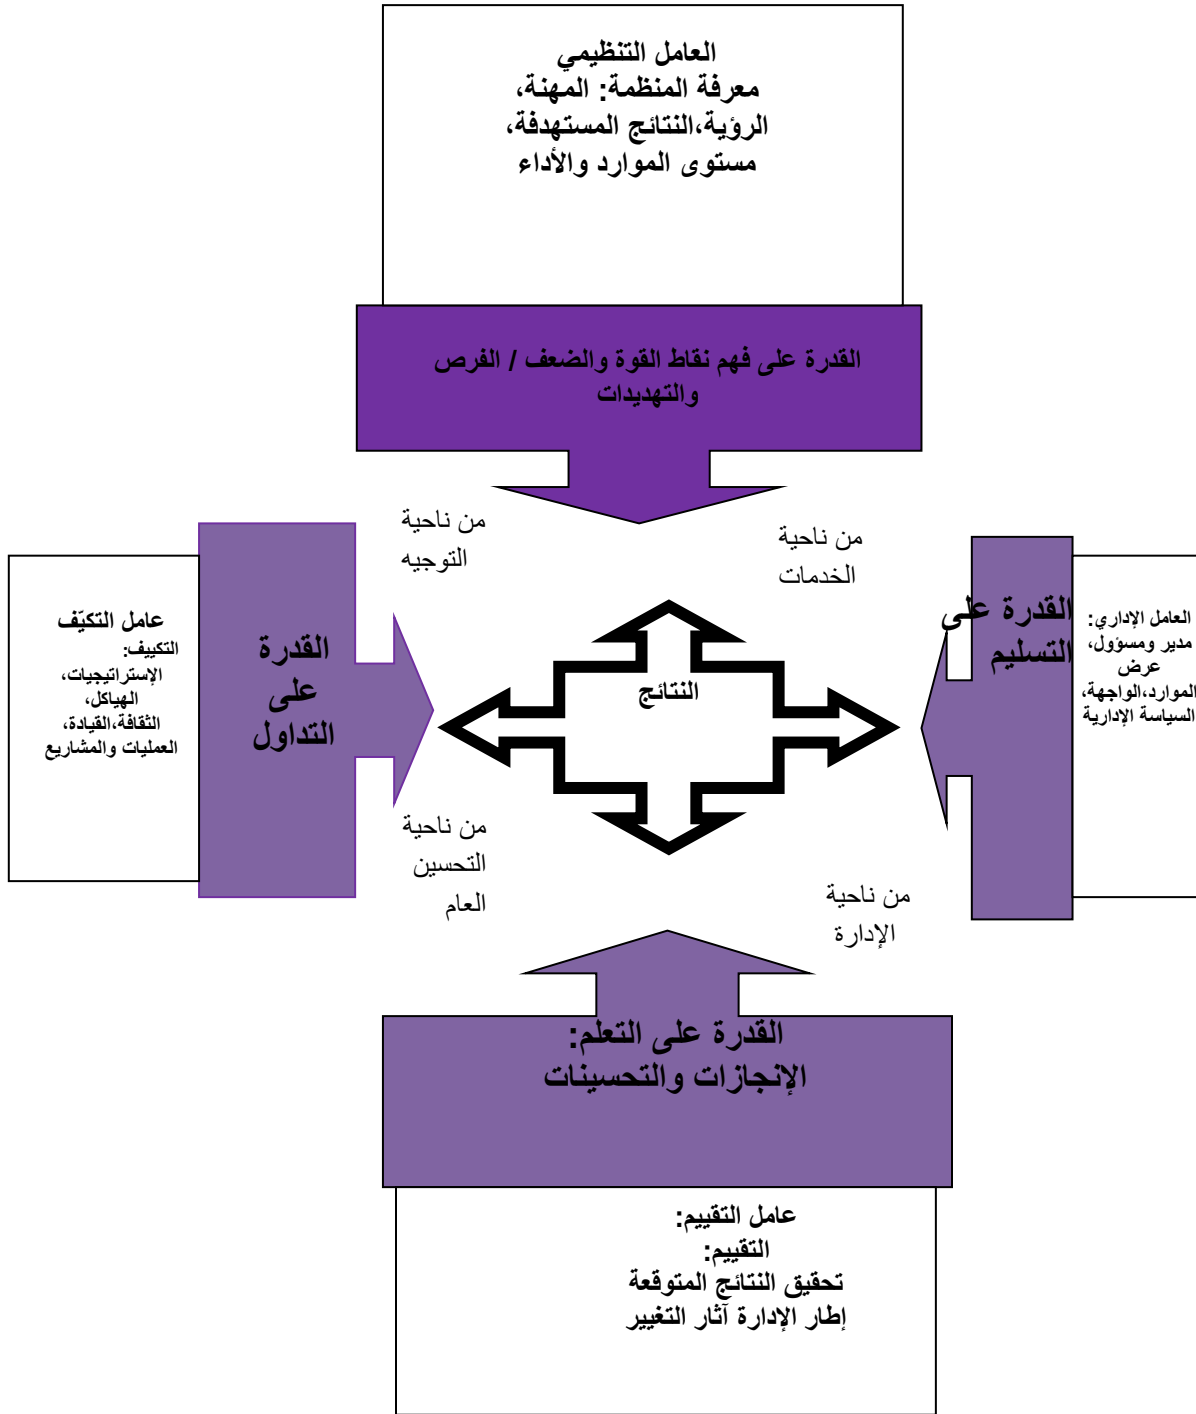 العامل التنظيمي
معرفة المنظمة: المهنة،
الرؤية،النتائج المستهدفة،
مستوى الموارد والأداء
القدرة على فهم نقاط القوة والضعف / الفرص
والتهديدات
من ناحية
الخدمات
من ناحية
التوجيه
العامل الإداري:
مدير ومسؤول،
عرض
الموارد،الواجهة،
السياسة الإدارية
القدرة على
التسليم
النتائج
القدرة
على
التداول
عامل التكيّف
التكييف:
الإستراتيجيات،
الهياكل،
الثقافة،القيادة،
العمليات والمشاريع
من ناحية
التحسين
العام
من ناحية
الإدارة
القدرة على التعلم:
الإنجازات والتحسينات
عامل التقييم:
التقييم:
تحقيق النتائج المتوقعة
إطار الإدارة آثار التغيير